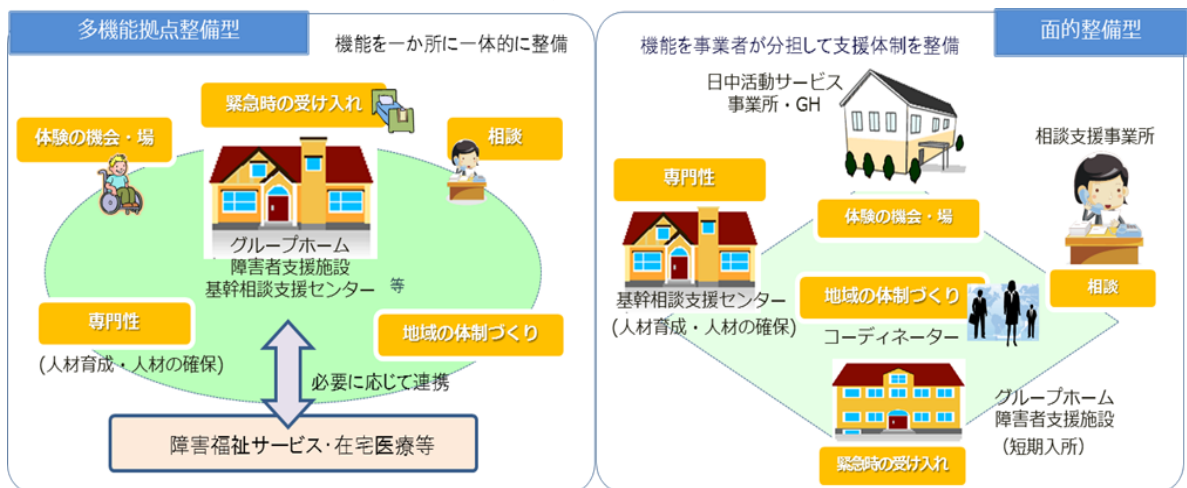 多機能拠点整備型
機能を一か所に一体的に整備
緊急時の受け入れ
体験の機会・場
相談
グループホーム
障害者支援施設
基幹相談支援センター 等
専門性
(人材育成・人材の確保)
地域の体制づくり
必要に応じて連携
障害福祉サービス・在宅医療等
面的整備型
機能を事業者が分担して支援体制を整備
日中活動サービス
事業所・GH
相談支援事業所
専門性
体験の機会・場
基幹相談支援センター
(人材育成・人材の確保)
地域の体制づくり
コーディネーター
相談
グループホーム
障害者支援施設
（短期入所）
緊急時の受け入れ